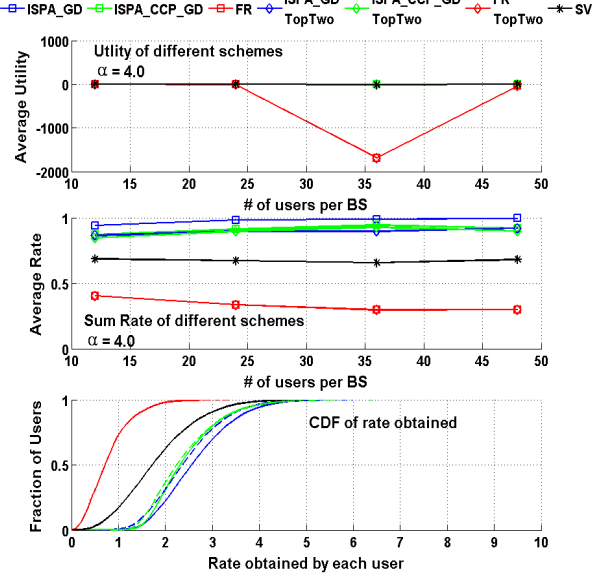 ISPA_GD ISPA_CCP_GD FR ISPA_GD TopTwo ISPA_CCP_GD TopTwo FR TopTwo SV
Utlity of different schemes
α = 4.0
Average Utility
1000
0
-1000
-2000
10 15 20 25 30 35 40 45 50
# of users per BS
Average Rate
1
0.5
0
Sum Rate of different schemes
α = 4.0
10 15 20 25 30 35 40 45 50
# of users per BS
Fraction of Users
1
0.5
0
CDF of rate obtained
0 1 2 3 4 5 6 7 8 9 10
Rate obtained by each user